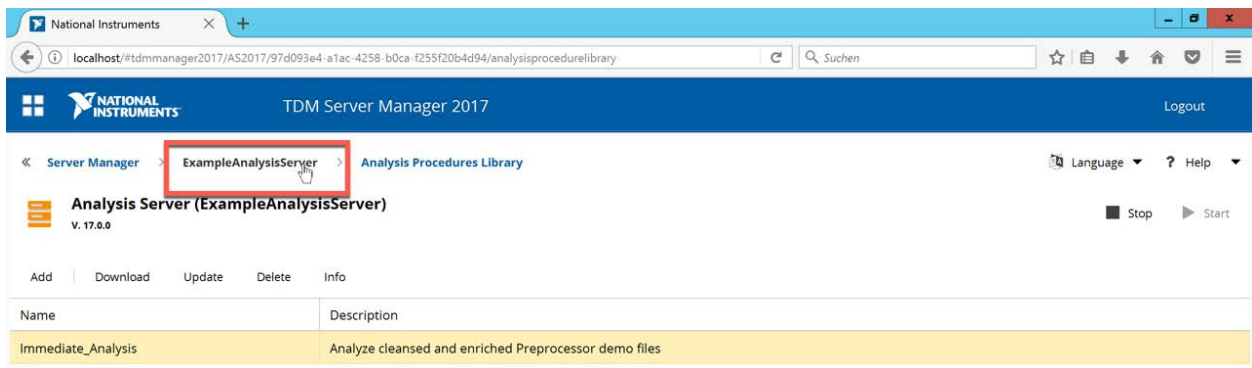 National Instruments × +
localhost/#tdmmanager2017/AS2017/97d093e4-a1ac-4258-b0ca-f255f20b4d94/analysisprocedurelibrary Suchen
NATIONAL INSTRUMENTS TDM Server Manager 2017 Logout
« Server Manager > ExampleAnalysisServer > Analysis Procedures Library Language ? Help
Analysis Server (ExampleAnalysisServer) Stop Start
V. 17.0.0
Add Download Update Delete Info
Name Description
Immediate_Analysis Analyze cleansed and enriched Preprocessor demo files